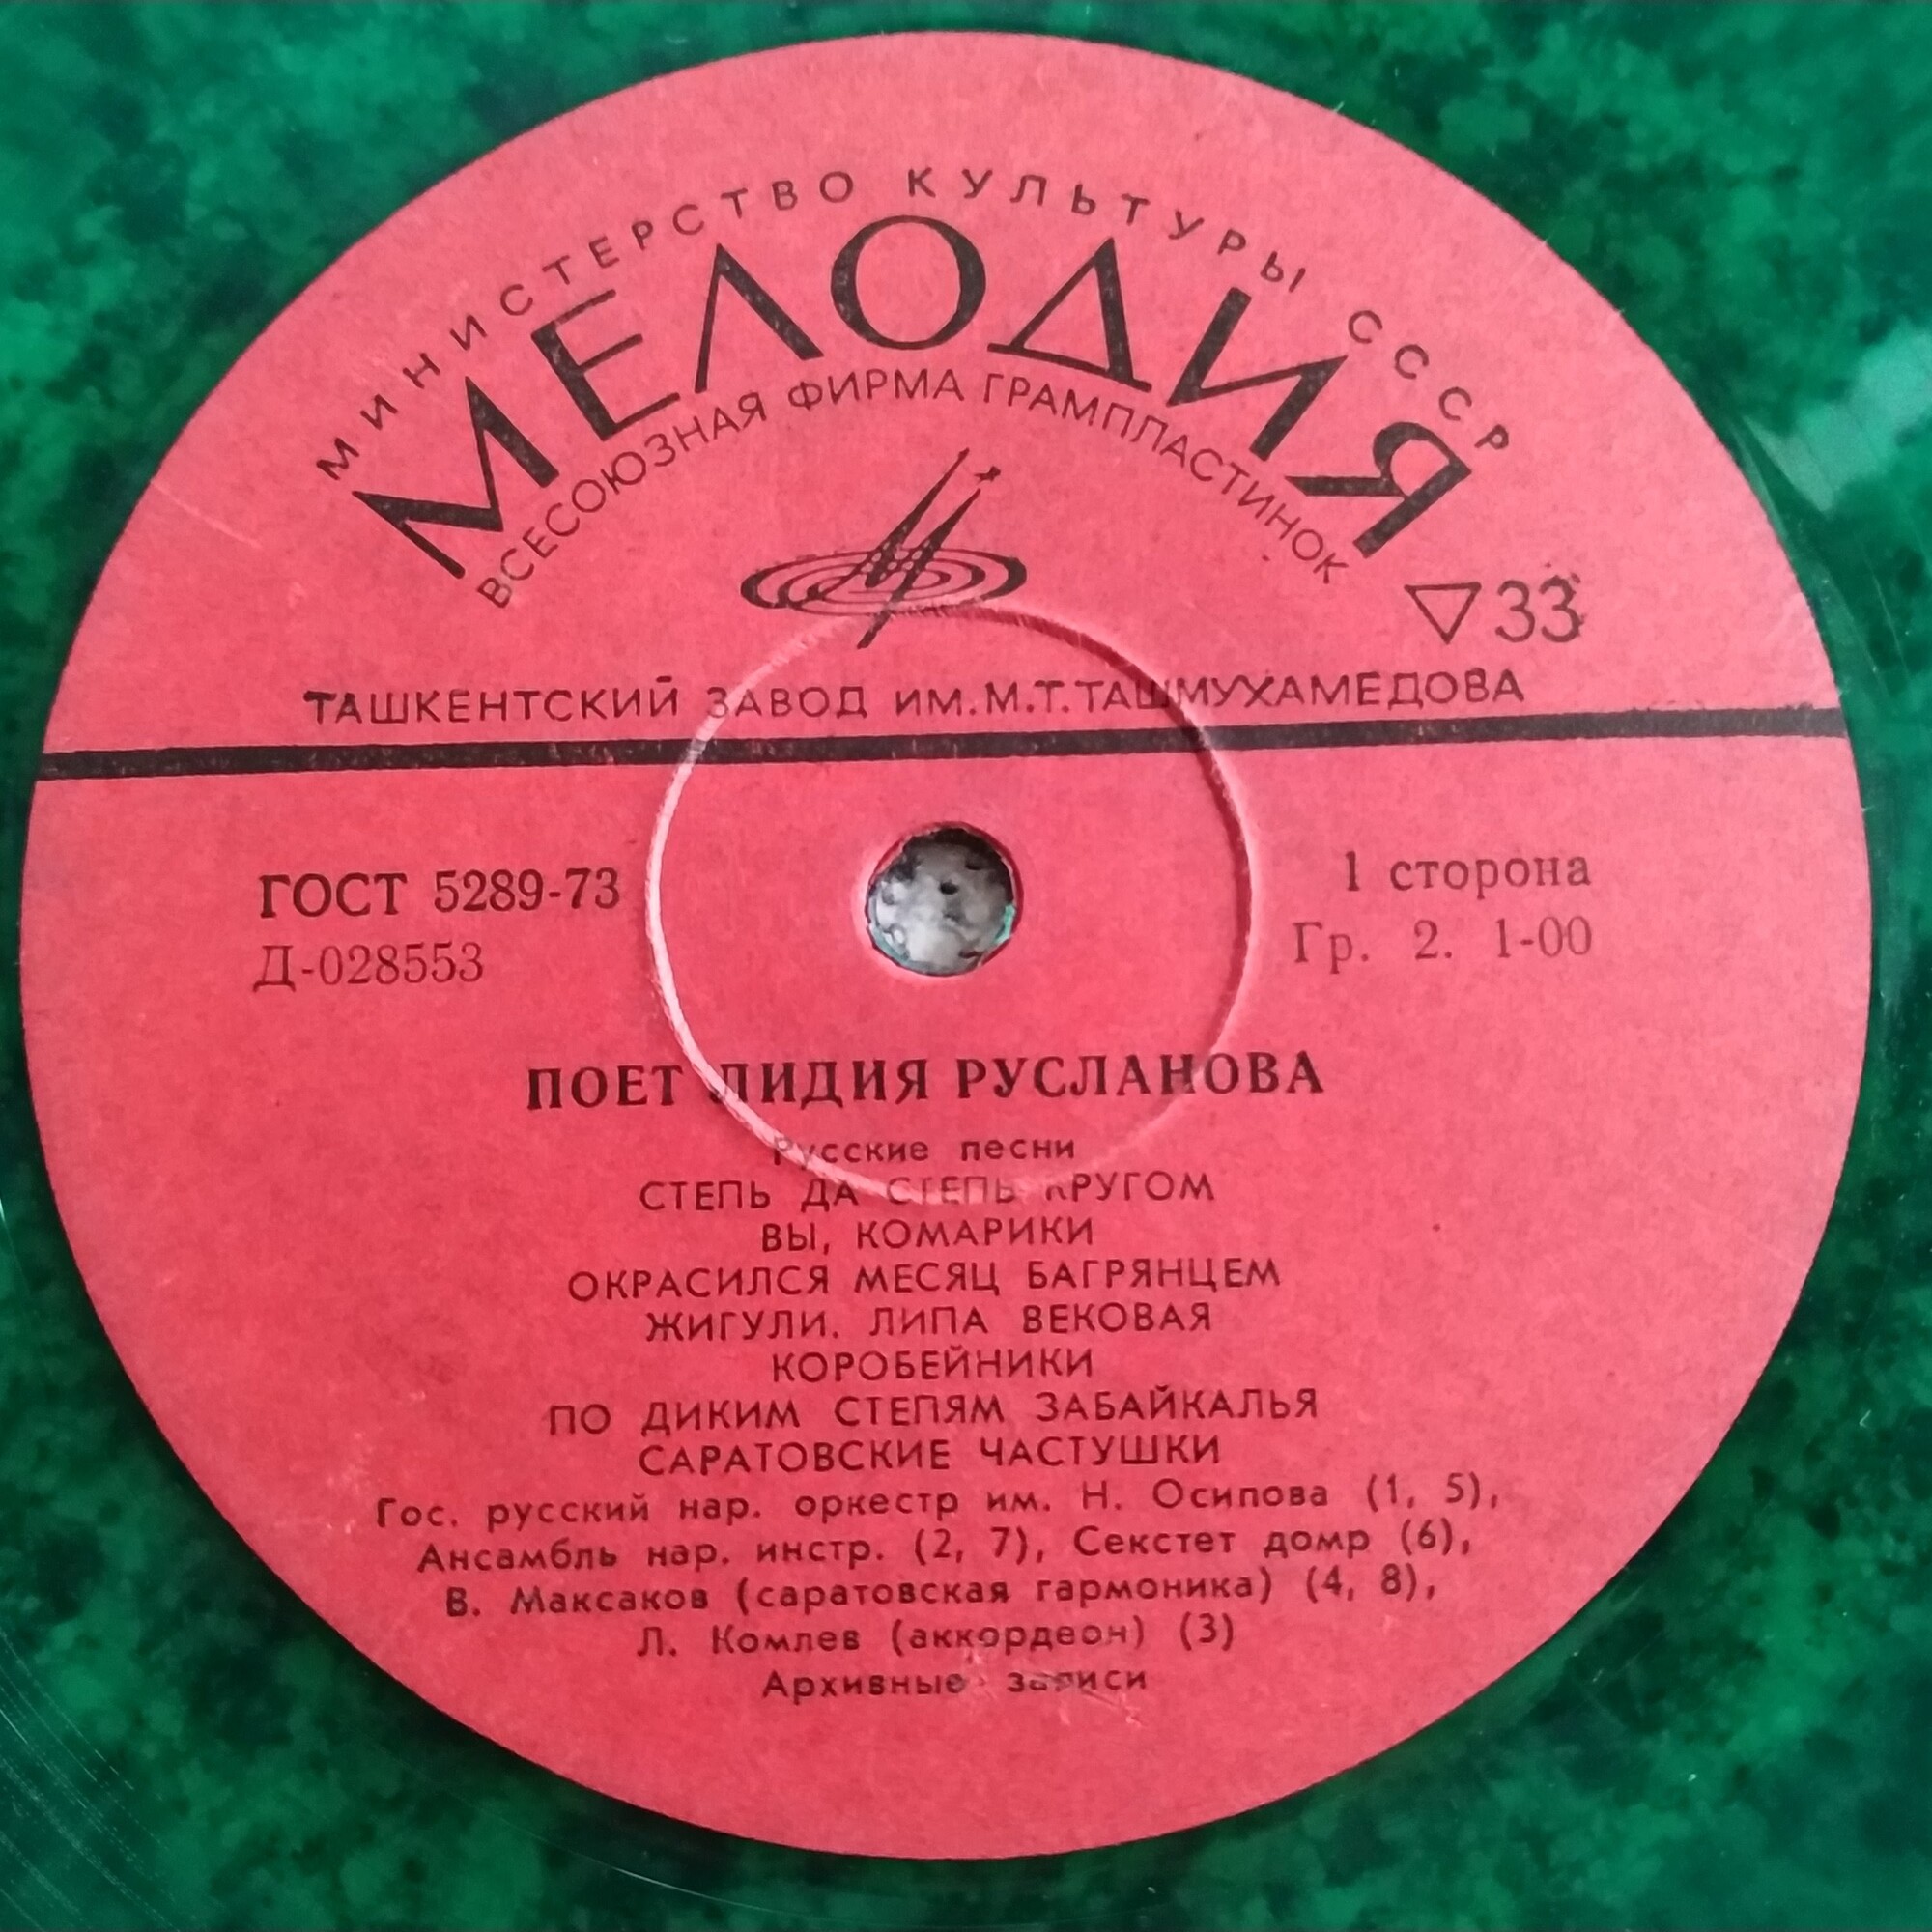 МИНИСТЕРСТВО КУЛЬТУРЫ СССР
МЕЛОДИЯ
ВСЕСОЮЗНАЯ ФИРМА ГРАМПЛАСТИНОК
▽33
ТАШКЕНТСКИЙ ЗАВОД ИМ.М.Т.ТАШМУХАМЕДОВА
ГОСТ 5289-73
Д-028553
1 сторона
Гр. 2. 1-00
ПОЕТ ЛИДИЯ РУСЛАНОВА
Русские песни
СТЕПЬ ДА СТЕПЬ КРУГОМ
ВЫ, КОМАРИКИ
ОКРАСИЛСЯ МЕСЯЦ БАГРЯНЦЕМ
ЖИГУЛИ. ЛИПА ВЕКОВАЯ
КОРОБЕЙНИКИ
ПО ДИКИМ СТЕПЯМ ЗАБАЙКАЛЬЯ
САРАТОВСКИЕ ЧАСТУШКИ
Гос. русский нар. оркестр им. Н. Осипова (1, 5),
Ансамбль нар. инстр. (2, 7), Секстет домр (6),
В. Максаков (саратовская гармоника) (4, 8),
Л. Комлев (аккордеон) (3)
Архивные записи